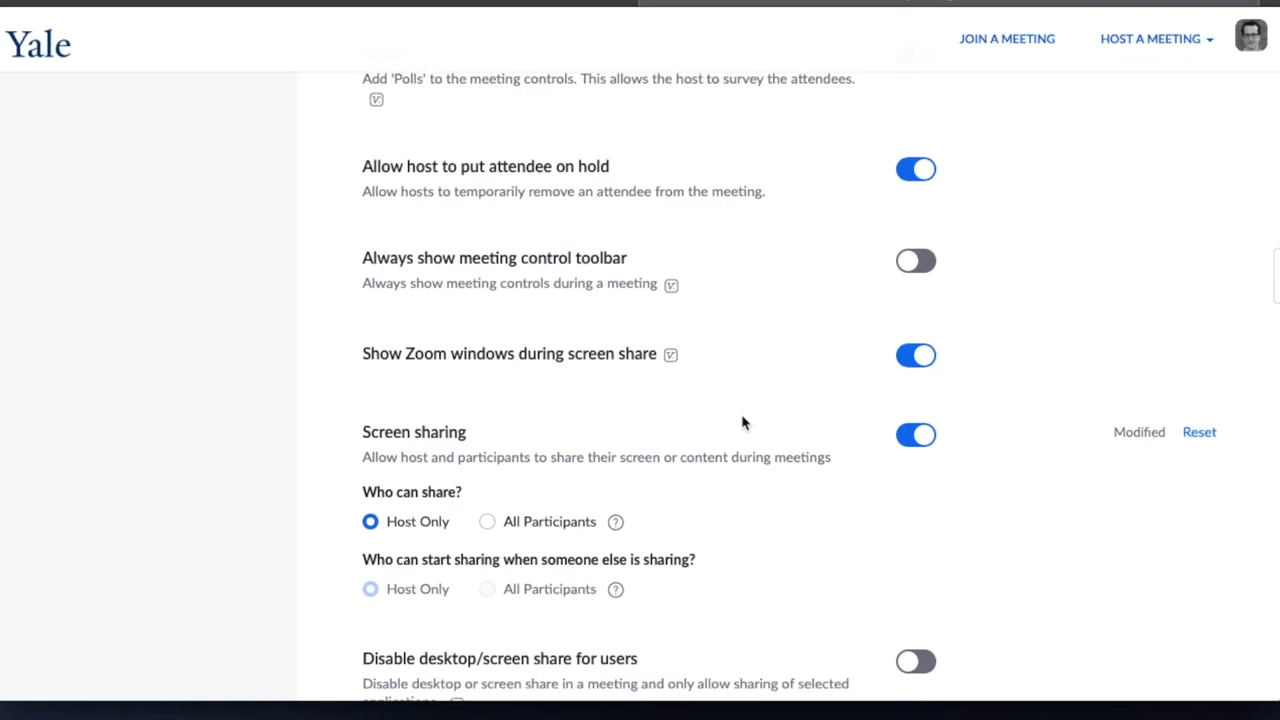 Yale
JOIN A MEETING
HOST A MEETING
Add 'Polls' to the meeting controls. This allows the host to survey the attendees.
Allow host to put attendee on hold
Allow hosts to temporarily remove an attendee from the meeting.
Always show meeting control toolbar
Always show meeting controls during a meeting
Show Zoom windows during screen share
Screen sharing
Modified Reset
Allow host and participants to share their screen or content during meetings
Who can share?
Host Only All Participants ?
Who can start sharing when someone else is sharing?
Host Only All Participants ?
Disable desktop/screen share for users
Disable desktop or screen share in a meeting and only allow sharing of selected